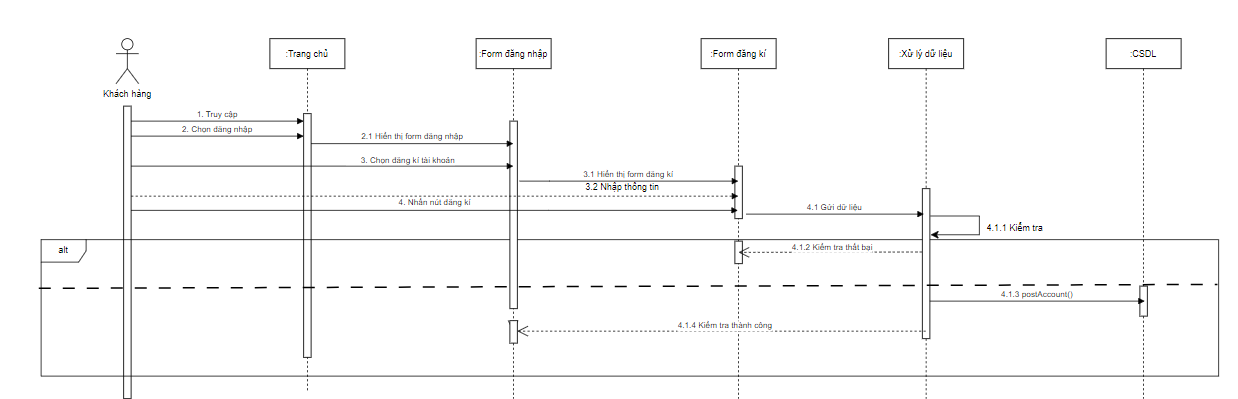 :Trang chủ
:Form đăng nhập
:Form đăng kí
:Xử lý dữ liệu
:CSDL
Khách hàng
1. Truy cập
2. Chọn đăng nhập
2.1 Hiển thị form đăng nhập
3. Chọn đăng kí tài khoản
3.1 Hiển thị form đăng kí
3.2 Nhập thông tin
4. Nhấn nút đăng kí
4.1 Gửi dữ liệu
4.1.1 Kiểm tra
alt
4.1.2 Kiểm tra thất bại
4.1.3 postAccount()
4.1.4 Kiểm tra thành công